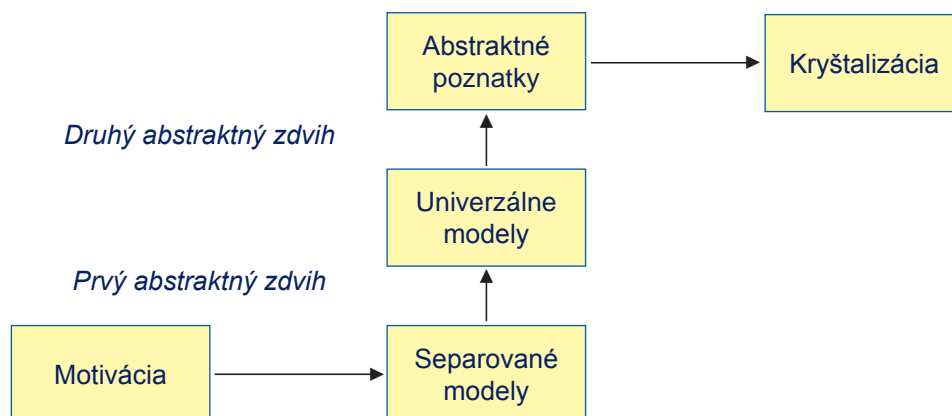 Abstraktné
poznatky
Kryštalizácia
Druhý abstraktný zdvih
Univerzálne
modely
Prvý abstraktný zdvih
Motivácia
Separované
modely